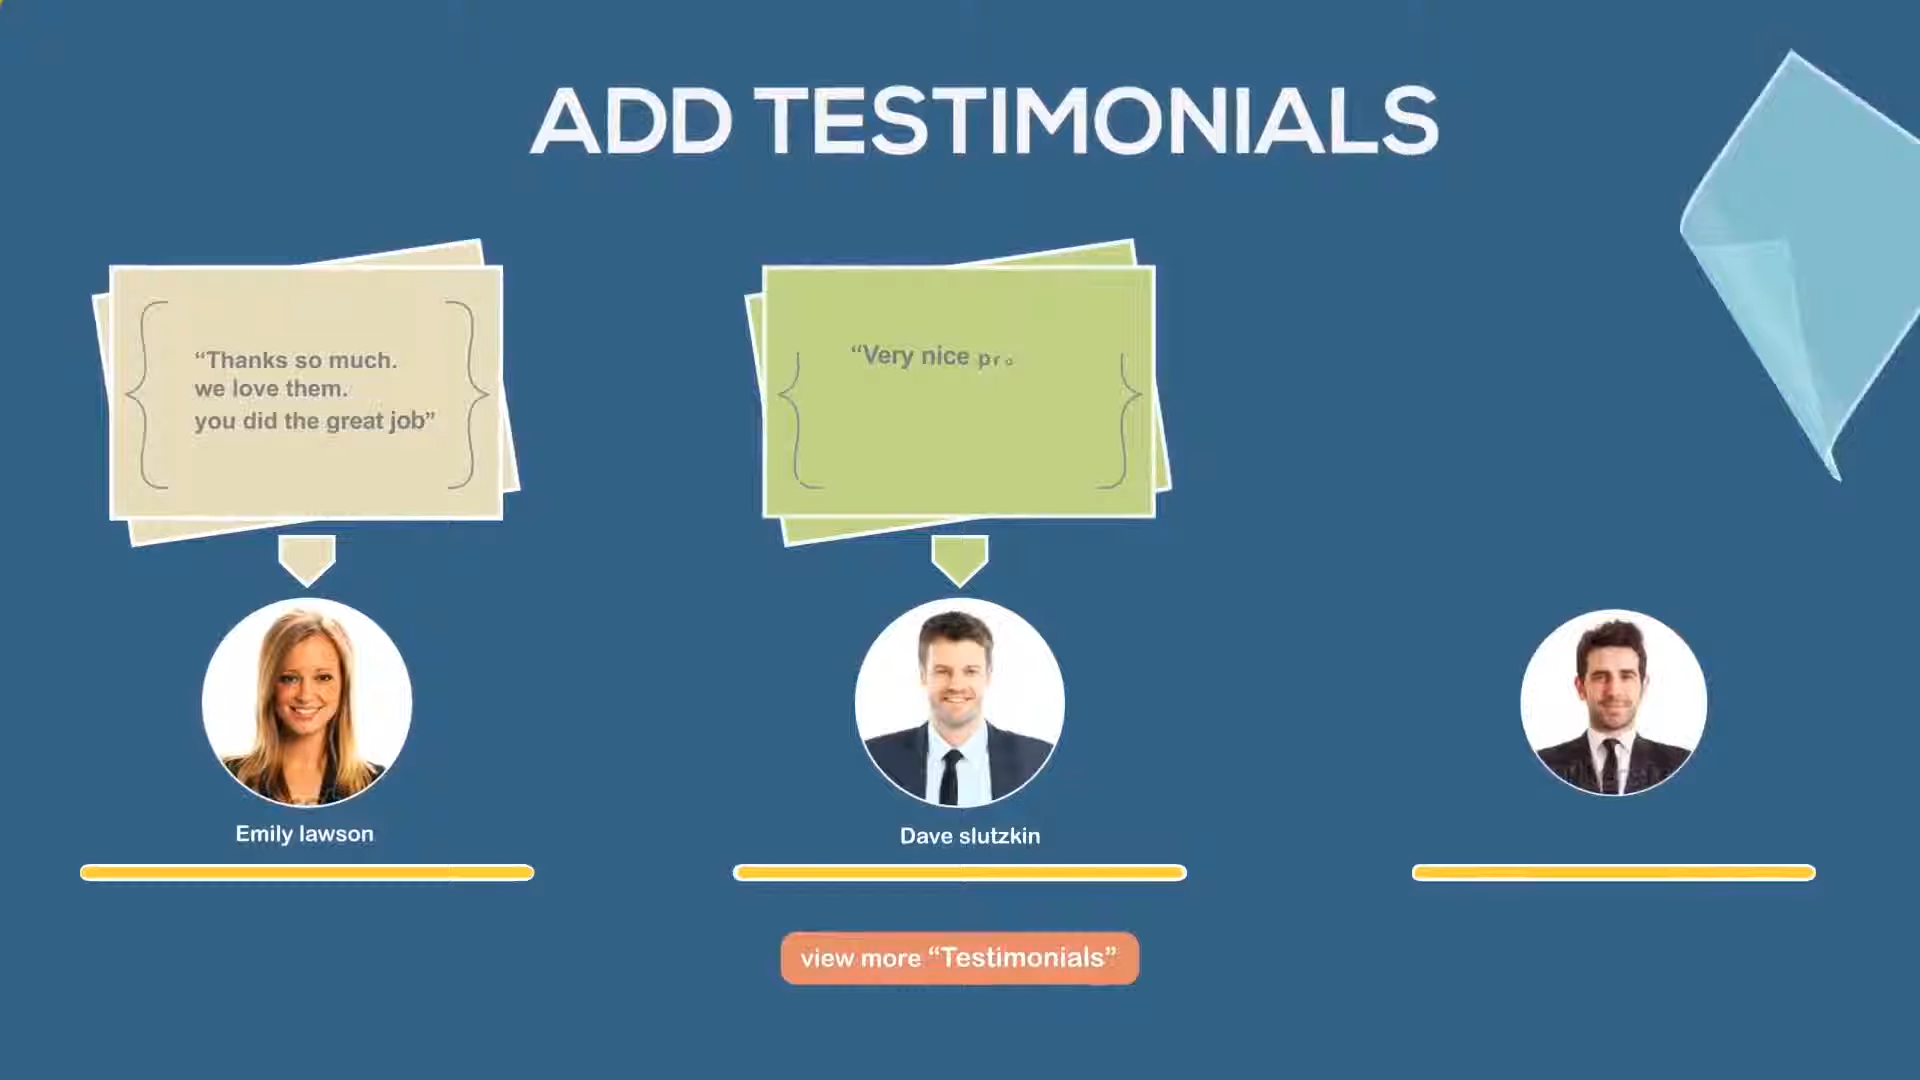 ADD TESTIMONIALS
“Thanks so much.
we love them.
you did the great job”
“Very nice pro
Emily lawson
Dave slutzkin
view more “Testimonials”